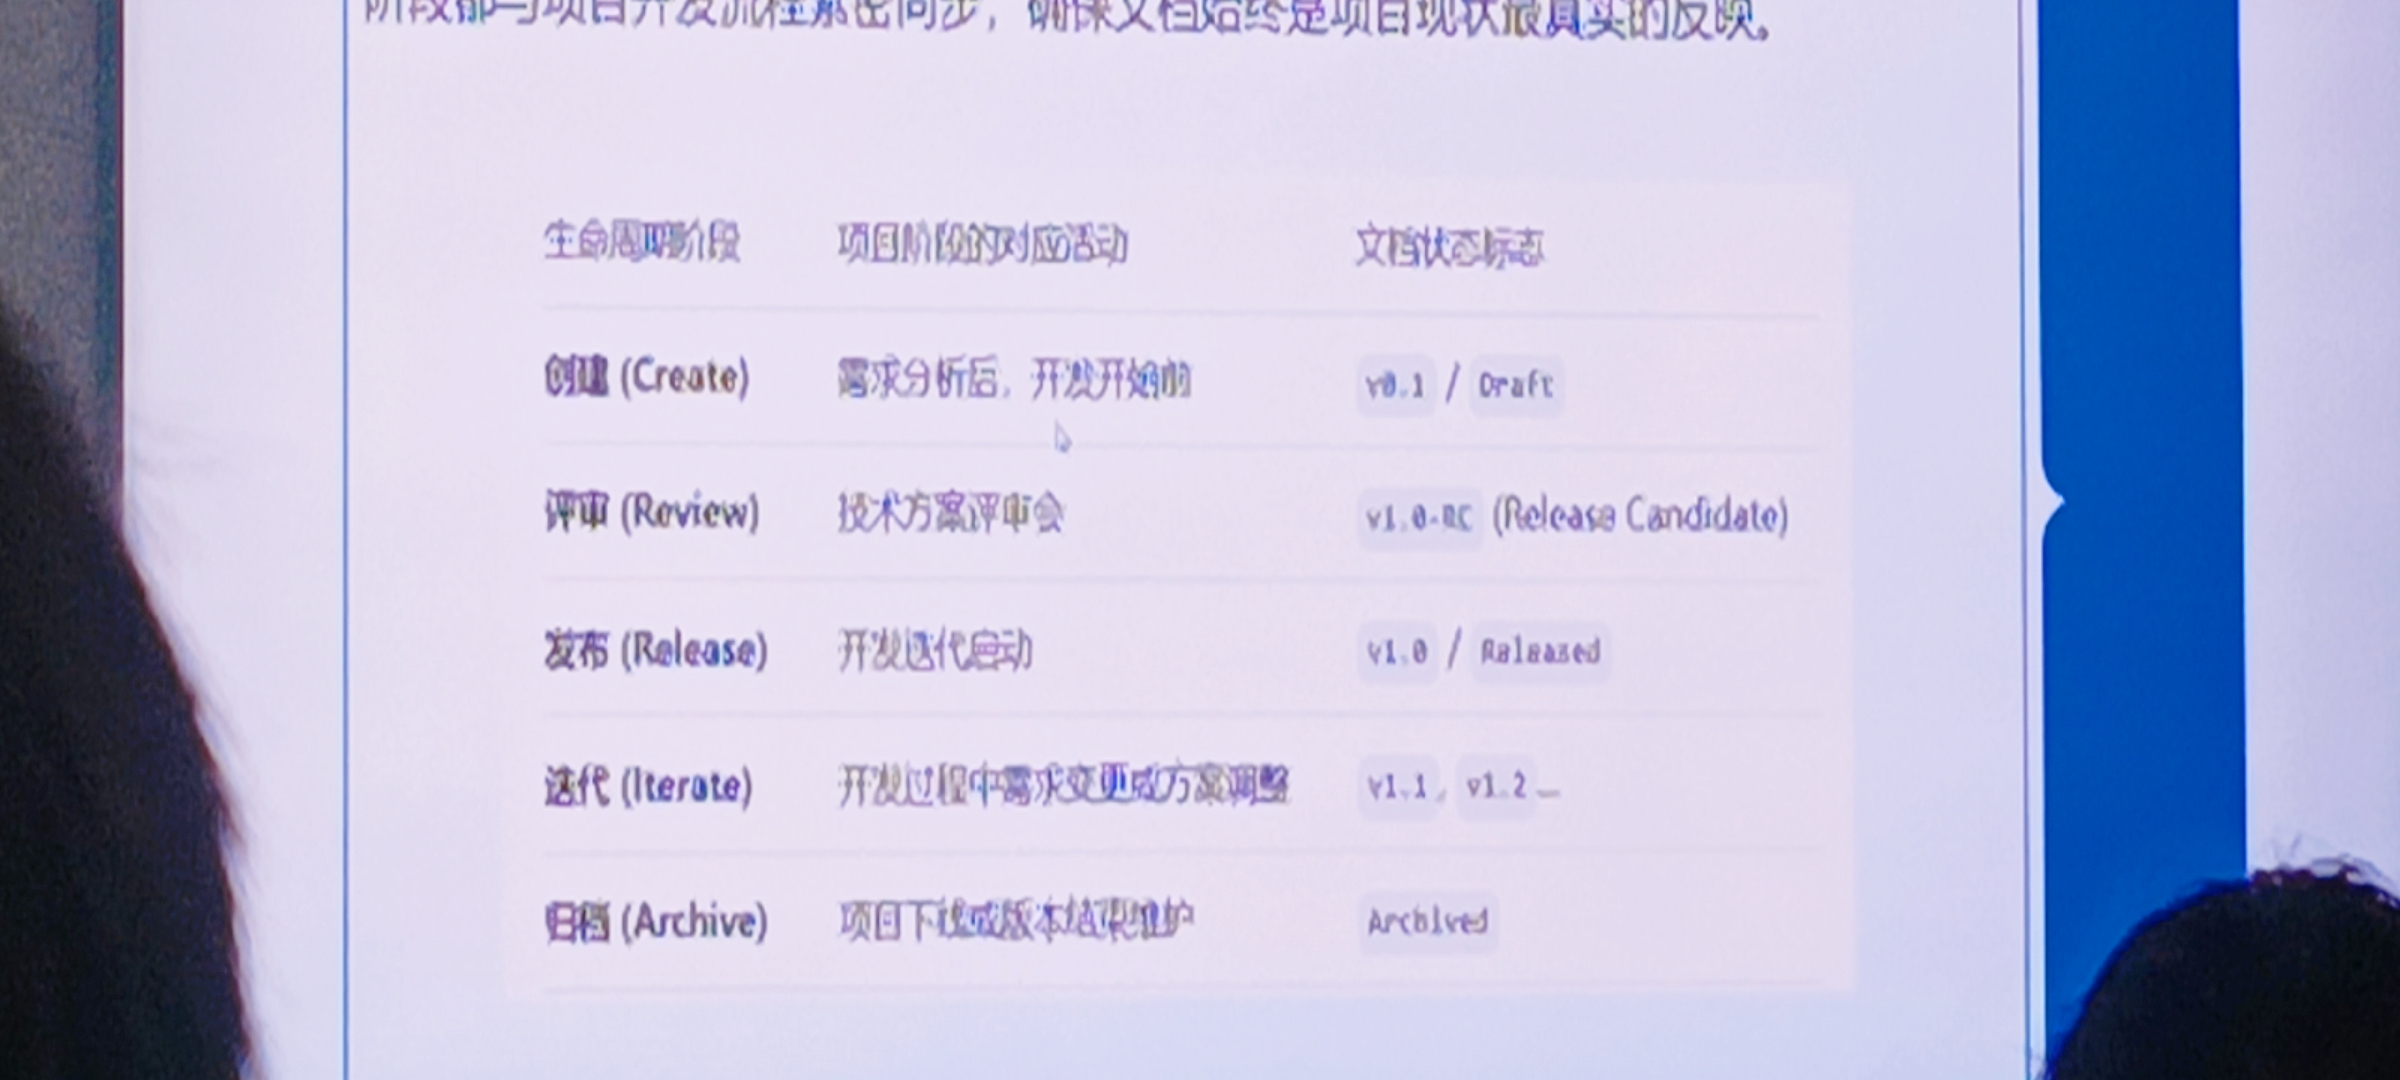 阶段都与项目开发流程紧密同步，确保文档始终是项目现状最真实的反映。
生命周期阶段 项目阶段的对应活动 文档状态标志
创建 (Create) 需求分析后，开发开始前 v0.1 / Draft
评审 (Review) 技术方案评审会 v1.0-RC (Release Candidate)
发布 (Release) 开发迭代启动 v1.0 / Released
迭代 (Iterate) 开发过程中需求变更或方案调整 v1.1, v1.2 …
归档 (Archive) 项目下线或版本结束维护 Archived